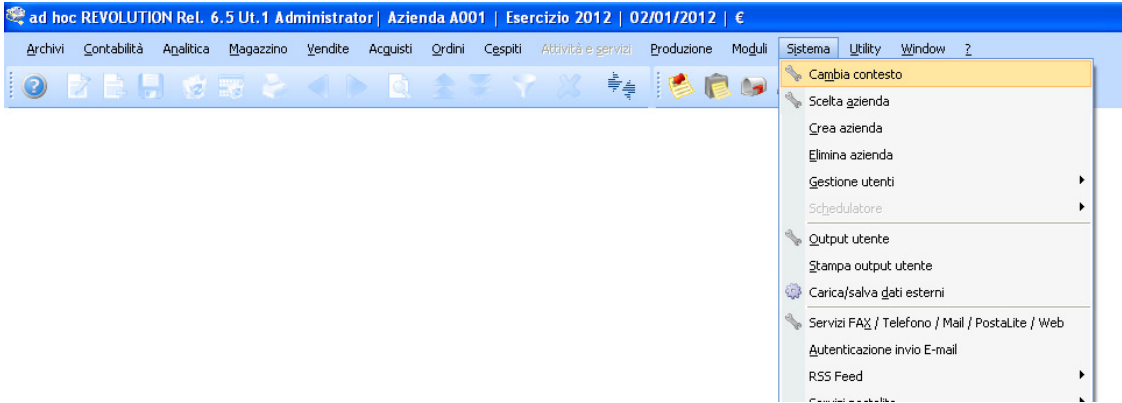 ad hoc REVOLUTION Rel. 6.5 Ut.1 Administrator| Azienda A001 | Esercizio 2012 | 02/01/2012 | €
Archivi Contabilità Analitica Magazzino Vendite Acquisti Ordini Cespiti Attività e servizi Produzione Moduli Sistema Utility Window ?
Cambia contesto
Scelta azienda
Crea azienda
Elimina azienda
Gestione utenti
Schedulatore
Output utente
Stampa output utente
Carica/salva dati esterni
Servizi FAX / Telefono / Mail / PostaLite / Web
Autenticazione invio E-mail
RSS Feed
Servizi postalite